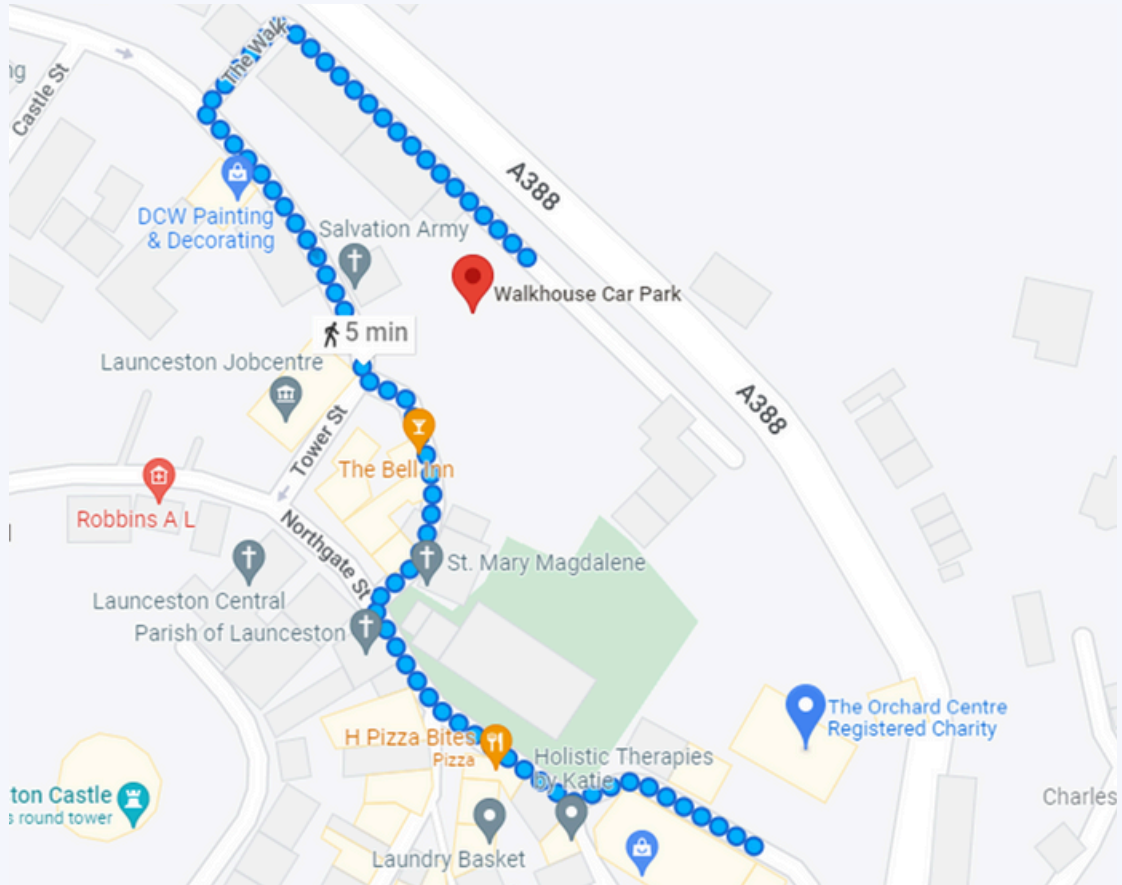 The Walk
ng
Castle St
A388
DCW Painting
& Decorating
Salvation Army
Walkhouse Car Park
5 min
Launceston Jobcentre
A388
Tower St
The Bell Inn
Robbins A L
Northgate St
St. Mary Magdalene
Launceston Central
Parish of Launceston
The Orchard Centre
Registered Charity
H Pizza Bites
Pizza
Holistic Therapies
By Katie
ton Castle
s round tower
Charles
Laundry Basket